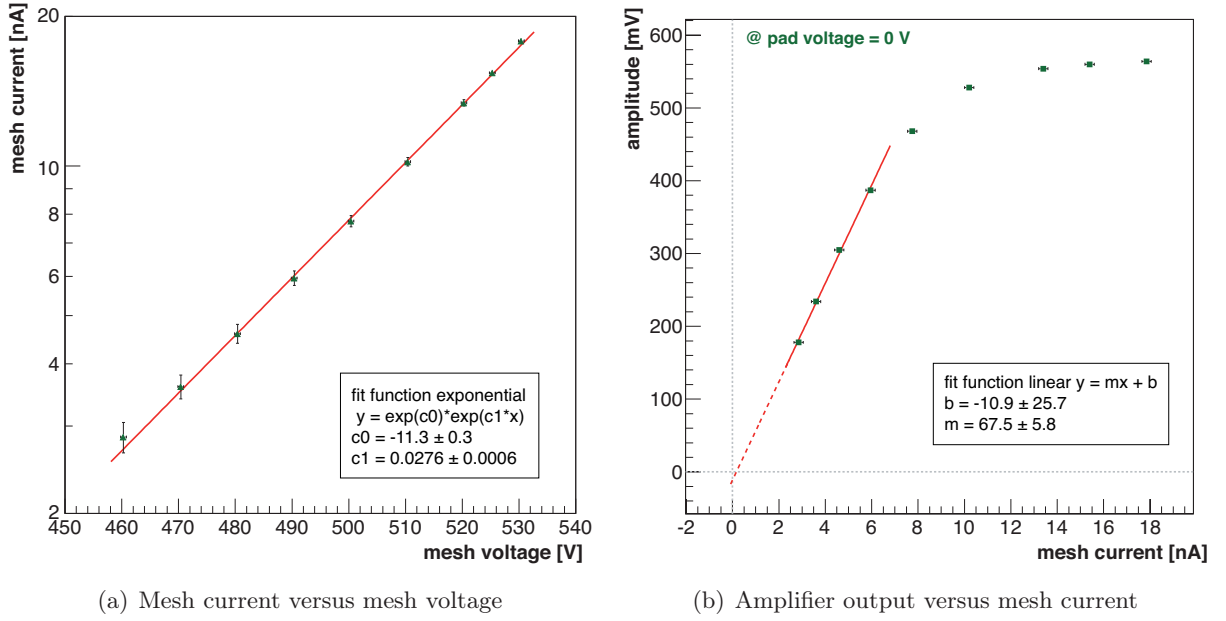 mesh current [nA]
20
10
8
6
4
2
450 460 470 480 490 500 510 520 530 540
mesh voltage [V]
fit function exponential
y = exp(c0)*exp(c1*x)
c0 = -11.3 ± 0.3
c1 = 0.0276 ± 0.0006
(a) Mesh current versus mesh voltage
amplitude [mV]
600
500
400
300
200
100
0
-2 0 2 4 6 8 10 12 14 16 18
mesh current [nA]
@ pad voltage = 0 V
fit function linear y = mx + b
b = -10.9 ± 25.7
m = 67.5 ± 5.8
(b) Amplifier output versus mesh current